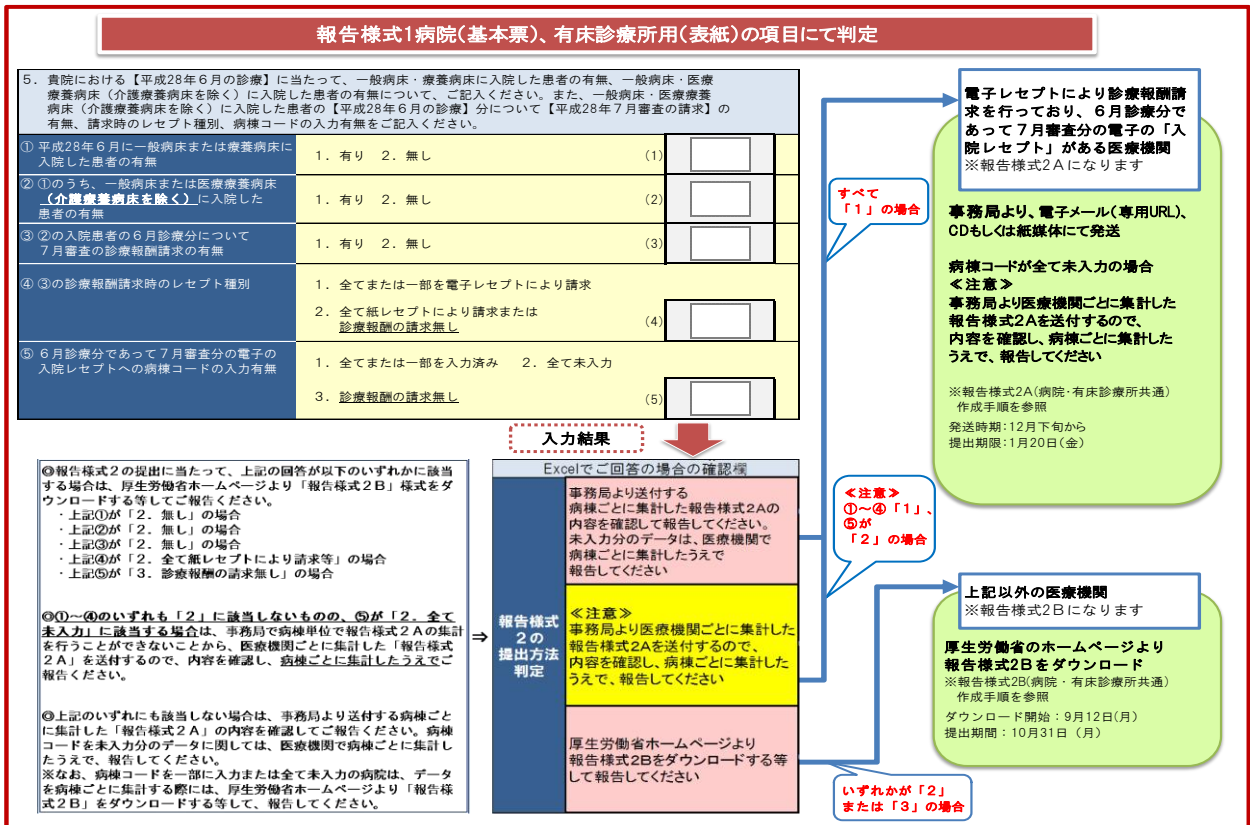 報告様式1病院(基本票)、有床診療所用(表紙)の項目にて判定
5．貴院における【平成28年６月の診療】に当たって、一般病床・療養病床に入院した患者の有無、一般病床・医療
療養病床（介護療養病床を除く）に入院した患者の有無について、ご記入ください。また、一般病床・医療療養
病床（介護療養病床を除く）に入院した患者の【平成28年６月の診療】分について【平成28年７月審査の請求】の
有無、請求時のレセプト種別、病棟コードの入力有無をご記入ください。
① 平成28年６月に一般病床または療養病床に
入院した患者の有無
１．有り　２．無し
(1)
② ①のうち、一般病床または医療療養病床
（介護療養病床を除く）に入院した
患者の有無
１．有り　２．無し
(2)
③ ②の入院患者の６月診療分について
７月審査の診療報酬請求の有無
１．有り　２．無し
(3)
④ ③の診療報酬請求時のレセプト種別
１．全てまたは一部を電子レセプトにより請求
２．全て紙レセプトにより請求または
診療報酬の請求無し
(4)
⑤ ６月診療分であって７月審査分の電子の
入院レセプトへの病棟コードの入力有無
１．全てまたは一部を入力済み　２．全て未入力
３．診療報酬の請求無し
(5)
入力結果
◎報告様式２の提出に当たって、上記の回答が以下のいずれかに該当
する場合は、厚生労働省ホームページより「報告様式２B」様式をダ
ウンロードする等してご報告ください。
・上記①が「２．無し」の場合
・上記②が「２．無し」の場合
・上記③が「２．無し」の場合
・上記④が「２．全て紙レセプトにより請求等」の場合
・上記⑤が「３．診療報酬の請求無し」の場合
◎①～④のいずれも「２」に該当しないものの、⑤が「２．全て
未入力」に該当する場合は、事務局で病棟単位で報告様式２Aの集計
を行うことができないことから、医療機関ごとに集計した「報告様式
２A」を送付するので、内容を確認し、病棟ごとに集計したうえでご
報告ください。
◎上記のいずれにも該当しない場合は、事務局より送付する病棟ごと
に集計した「報告様式２A」の内容を確認してご報告ください。病棟
コードを未入力分のデータに関しては、医療機関で病棟ごとに集計し
たうえで、報告してください。
※なお、病棟コードを一部に入力または全て未入力の病院は、データ
を病棟ごとに集計する際には、厚生労働省ホームページより「報告様
式２B」をダウンロードする等して、報告してください。
⇒
Excelでご回答の場合の確認欄
報告様式
２の
提出方法
判定
事務局より送付する
病棟ごとに集計した報告様式2Aの
内容を確認して報告してください。
未入力分のデータは、医療機関で
病棟ごとに集計したうえで
報告してください
≪注意≫
事務局より医療機関ごとに集計した
報告様式2Aを送付するので、
内容を確認し、病棟ごとに集計した
うえで、報告してください
厚生労働省ホームページより
報告様式2Bをダウンロードする等
して報告してください
すべて
「１」の場合
≪注意≫
①～④「１」、
⑤が
「２」の場合
いずれかが「２」
または「３」の場合
電子レセプトにより診療報酬請
求を行っており、６月診療分で
あって７月審査分の電子の「入
院レセプト」がある医療機関
※報告様式2Aになります
事務局より、電子メール(専用URL)、
CDもしくは紙媒体にて発送
病棟コードが全て未入力の場合
≪注意≫
事務局より医療機関ごとに集計した
報告様式2Aを送付するので、
内容を確認し、病棟ごとに集計した
うえで、報告してください
※報告様式2A(病院・有床診療所共通)
作成手順を参照
発送時期：12月下旬から
提出期限：1月20日(金)
上記以外の医療機関
※報告様式2Bになります
厚生労働省のホームページより
報告様式2Bをダウンロード
※報告様式2B(病院・有床診療所共通)
作成手順を参照
ダウンロード開始：9月12日(月)
提出期間：10月31日（月）